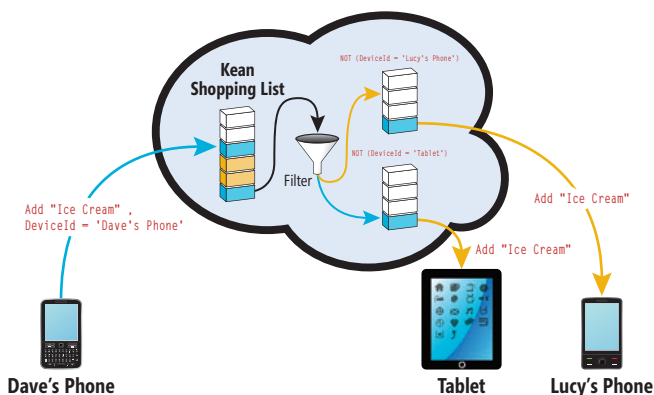 NOT (DeviceId = 'Lucy's Phone')
Kean
Shopping List
NOT (DeviceId = 'Tablet')
Filter
Add "Ice Cream" ,
DeviceId = 'Dave's Phone'
Add "Ice Cream"
Add "Ice Cream"
Dave's Phone
Tablet
Lucy's Phone